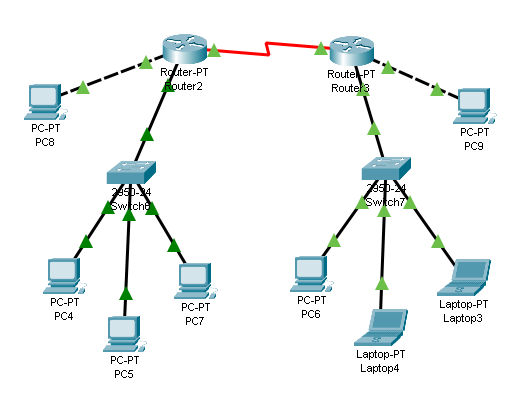 Router-PT
Router2
Router-PT
Router3
PC-PT
PC8
PC-PT
PC9
2950-24
Switch6
2950-24
Switch7
PC-PT
PC4
PC-PT
PC5
PC-PT
PC7
PC-PT
PC6
Laptop-PT
Laptop4
Laptop-PT
Laptop3